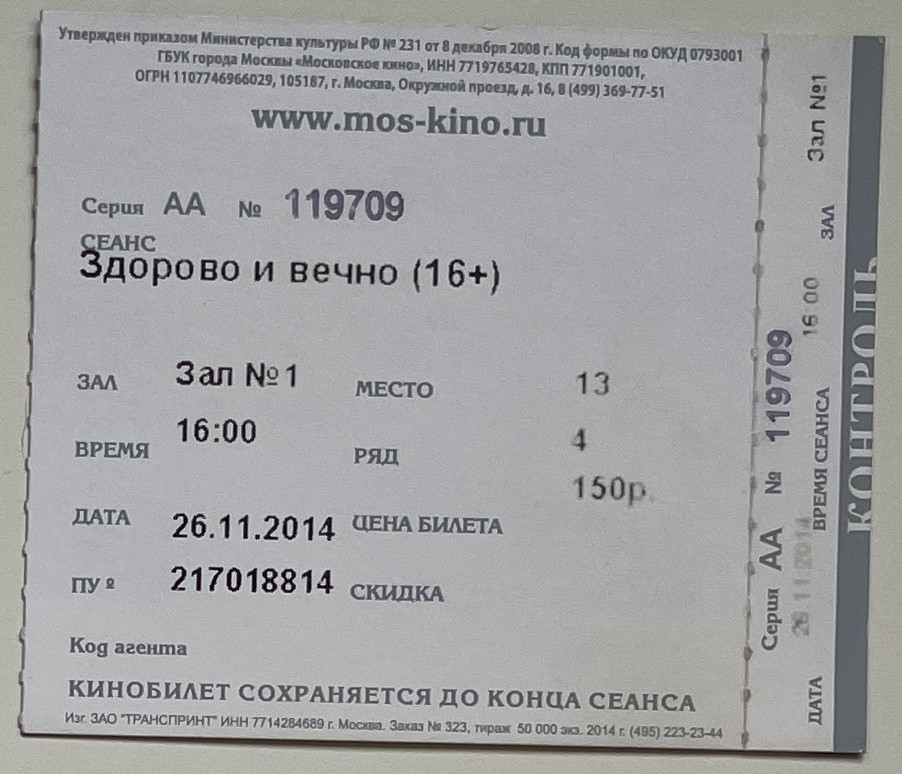 Утвержден приказом Министерства культуры РФ № 231 от 8 декабря 2008 г. Код формы по ОКУД 0793001
ГБУК города Москвы «Московское кино», ИНН 7719765428, КПП 771901001,
ОГРН 1107746966029, 105187, г. Москва, Окружной проезд, д. 16, 8 (499) 369-77-51
www.mos-kino.ru
Серия АА № 119709
СЕАНС
Здорово и вечно (16+)
ЗАЛ Зал №1 МЕСТО 13
ВРЕМЯ 16:00 РЯД 4
ДАТА 26.11.2014 ЦЕНА БИЛЕТА 150р.
ПУ º 217018814 СКИДКА
Код агента
КИНОБИЛЕТ СОХРАНЯЕТСЯ ДО КОНЦА СЕАНСА
Изг. ЗАО "ТРАНСПРИНТ" ИНН 7714284689 г. Москва. Заказ № 323, тираж 50 000 экз. 2014 г. (495) 223-23-44
Серия АА № 119709
ДАТА 26.11.2014 ВРЕМЯ СЕАНСА 16:00 ЗАЛ Зал №1
КОНТРОЛЬ